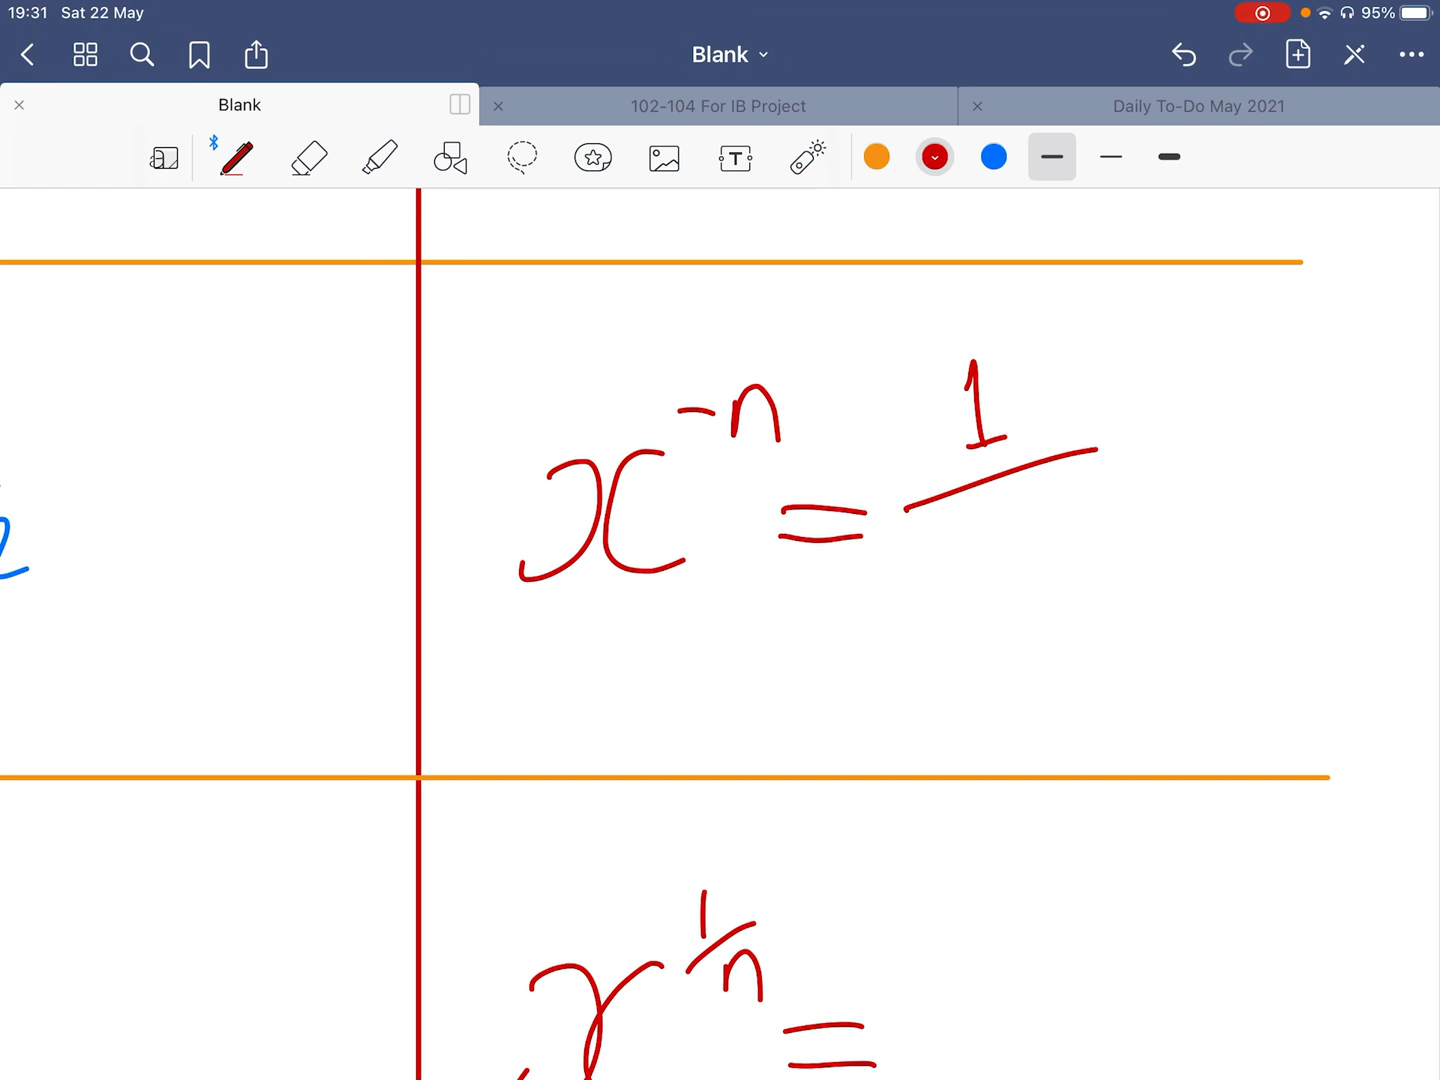 19:31 Sat 22 May 95%
Blank
Blank 102-104 For IB Project Daily To-Do May 2021
x⁻ⁿ = 1/
x^(1/n) =